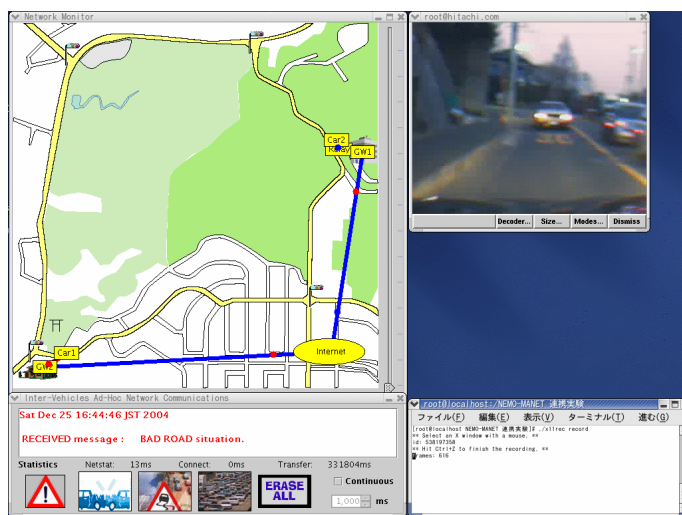 Network Monitor
Car2
Relay
GW1
Internet
Car1
GW2
root@hitachi.com
Decoder...
Size...
Modes...
Dismiss
Inter-Vehicles Ad-Hoc Network Communications
Sat Dec 25 16:44:46 JST 2004
RECEIVED message : BAD ROAD situation.
Statistics Netstat: 13ms Connect: 0ms Transfer: 331804ms
ERASE
ALL
Continuous
1,000 ms
root@localhost:/NEMO-MANET 連携実験
ファイル(F) 編集(E) 表示(V) ターミナル(T) 進む(G)
[root@localhost NEMO-MANET 連携実験]# ./x11rec record
** Select an X window with a mouse. **
id: 538197358
** Hit Ctrl+Z to finish the recording. **
frames: 616